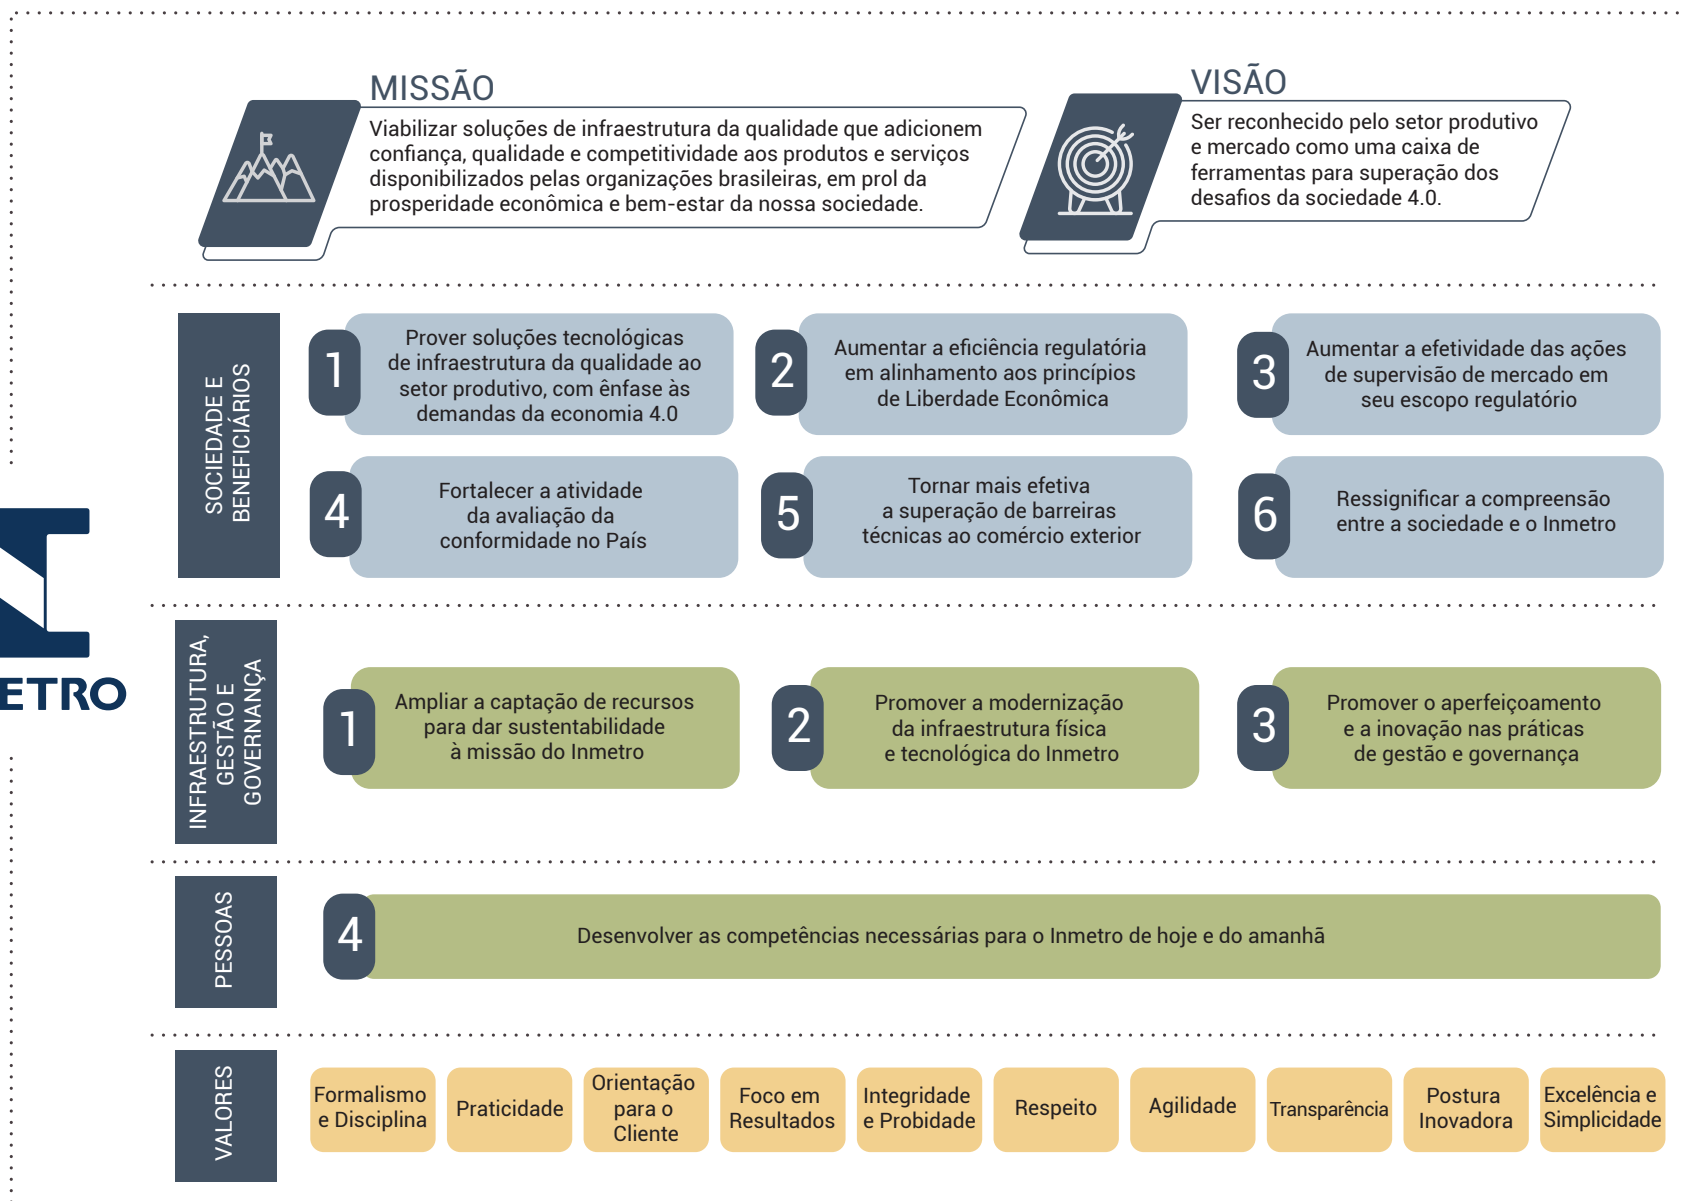 MISSÃO
Viabilizar soluções de infraestrutura da qualidade que adicionem
confiança, qualidade e competitividade aos produtos e serviços
disponibilizados pelas organizações brasileiras, em prol da
prosperidade econômica e bem-estar da nossa sociedade.
VISÃO
Ser reconhecido pelo setor produtivo
e mercado como uma caixa de
ferramentas para superação dos
desafios da sociedade 4.0.
SOCIEDADE E
BENEFICIÁRIOS
1
Prover soluções tecnológicas
de infraestrutura da qualidade ao
setor produtivo, com ênfase às
demandas da economia 4.0
2
Aumentar a eficiência regulatória
em alinhamento aos princípios
de Liberdade Econômica
3
Aumentar a efetividade das ações
de supervisão de mercado em
seu escopo regulatório
4
Fortalecer a atividade
da avaliação da
conformidade no País
5
Tornar mais efetiva
a superação de barreiras
técnicas ao comércio exterior
6
Ressignificar a compreensão
entre a sociedade e o Inmetro
ETRO
INFRAESTRUTURA,
GESTÃO E
GOVERNANÇA
1
Ampliar a captação de recursos
para dar sustentabilidade
à missão do Inmetro
2
Promover a modernização
da infraestrutura física
e tecnológica do Inmetro
3
Promover o aperfeiçoamento
e a inovação nas práticas
de gestão e governança
PESSOAS
4
Desenvolver as competências necessárias para o Inmetro de hoje e do amanhã
VALORES
Formalismo
e Disciplina
Praticidade
Orientação
para o
Cliente
Foco em
Resultados
Integridade
e Probidade
Respeito
Agilidade
Transparência
Postura
Inovadora
Excelência e
Simplicidade